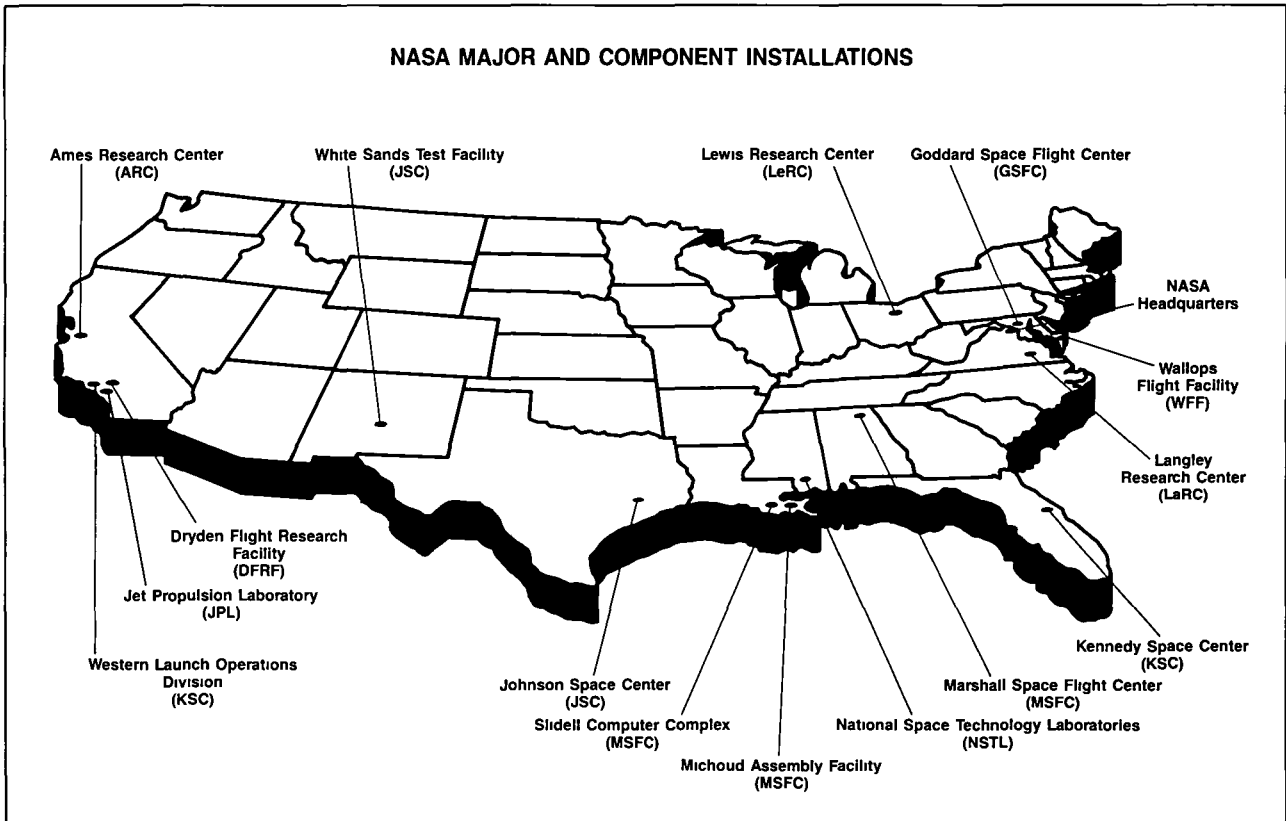 NASA MAJOR AND COMPONENT INSTALLATIONS
Ames Research Center
(ARC)
White Sands Test Facility
(JSC)
Lewis Research Center
(LeRC)
Goddard Space Flight Center
(GSFC)
NASA
Headquarters
Wallops
Flight Facility
(WFF)
Langley
Research Center
(LaRC)
Dryden Flight Research
Facility
(DFRF)
Jet Propulsion Laboratory
(JPL)
Western Launch Operations
Division
(KSC)
Johnson Space Center
(JSC)
Slidell Computer Complex
(MSFC)
Michoud Assembly Facility
(MSFC)
National Space Technology Laboratories
(NSTL)
Marshall Space Flight Center
(MSFC)
Kennedy Space Center
(KSC)